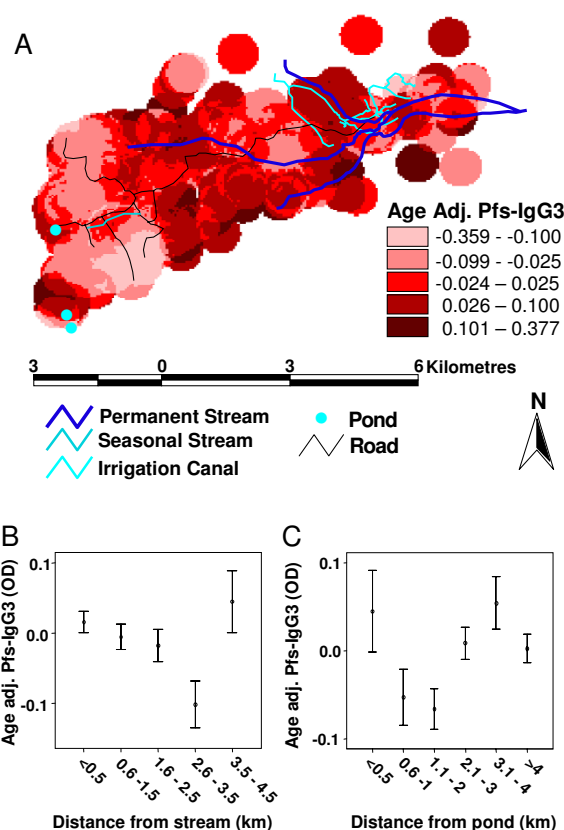 A
Age Adj. Pfs-IgG3
-0.359 - -0.100
-0.099 - -0.025
-0.024 – 0.025
0.026 – 0.100
0.101 – 0.377
3 0 3 6 Kilometres
Permanent Stream
Seasonal Stream
Irrigation Canal
Pond
Road
N
B
Age adj. Pfs-IgG3 (OD)
0.1
0.0
-0.1
<0.5 0.6 -1.5 1.6 - 2.5 2.6 - 3.5 3.5 - 4.5
Distance from stream (km)
C
Age adj. Pfs-IgG3 (OD)
0.1
0.0
-0.1
<0.5 0.6 -1 1.1 - 2 2.1 - 3 3.1 - 4 >4
Distance from pond (km)